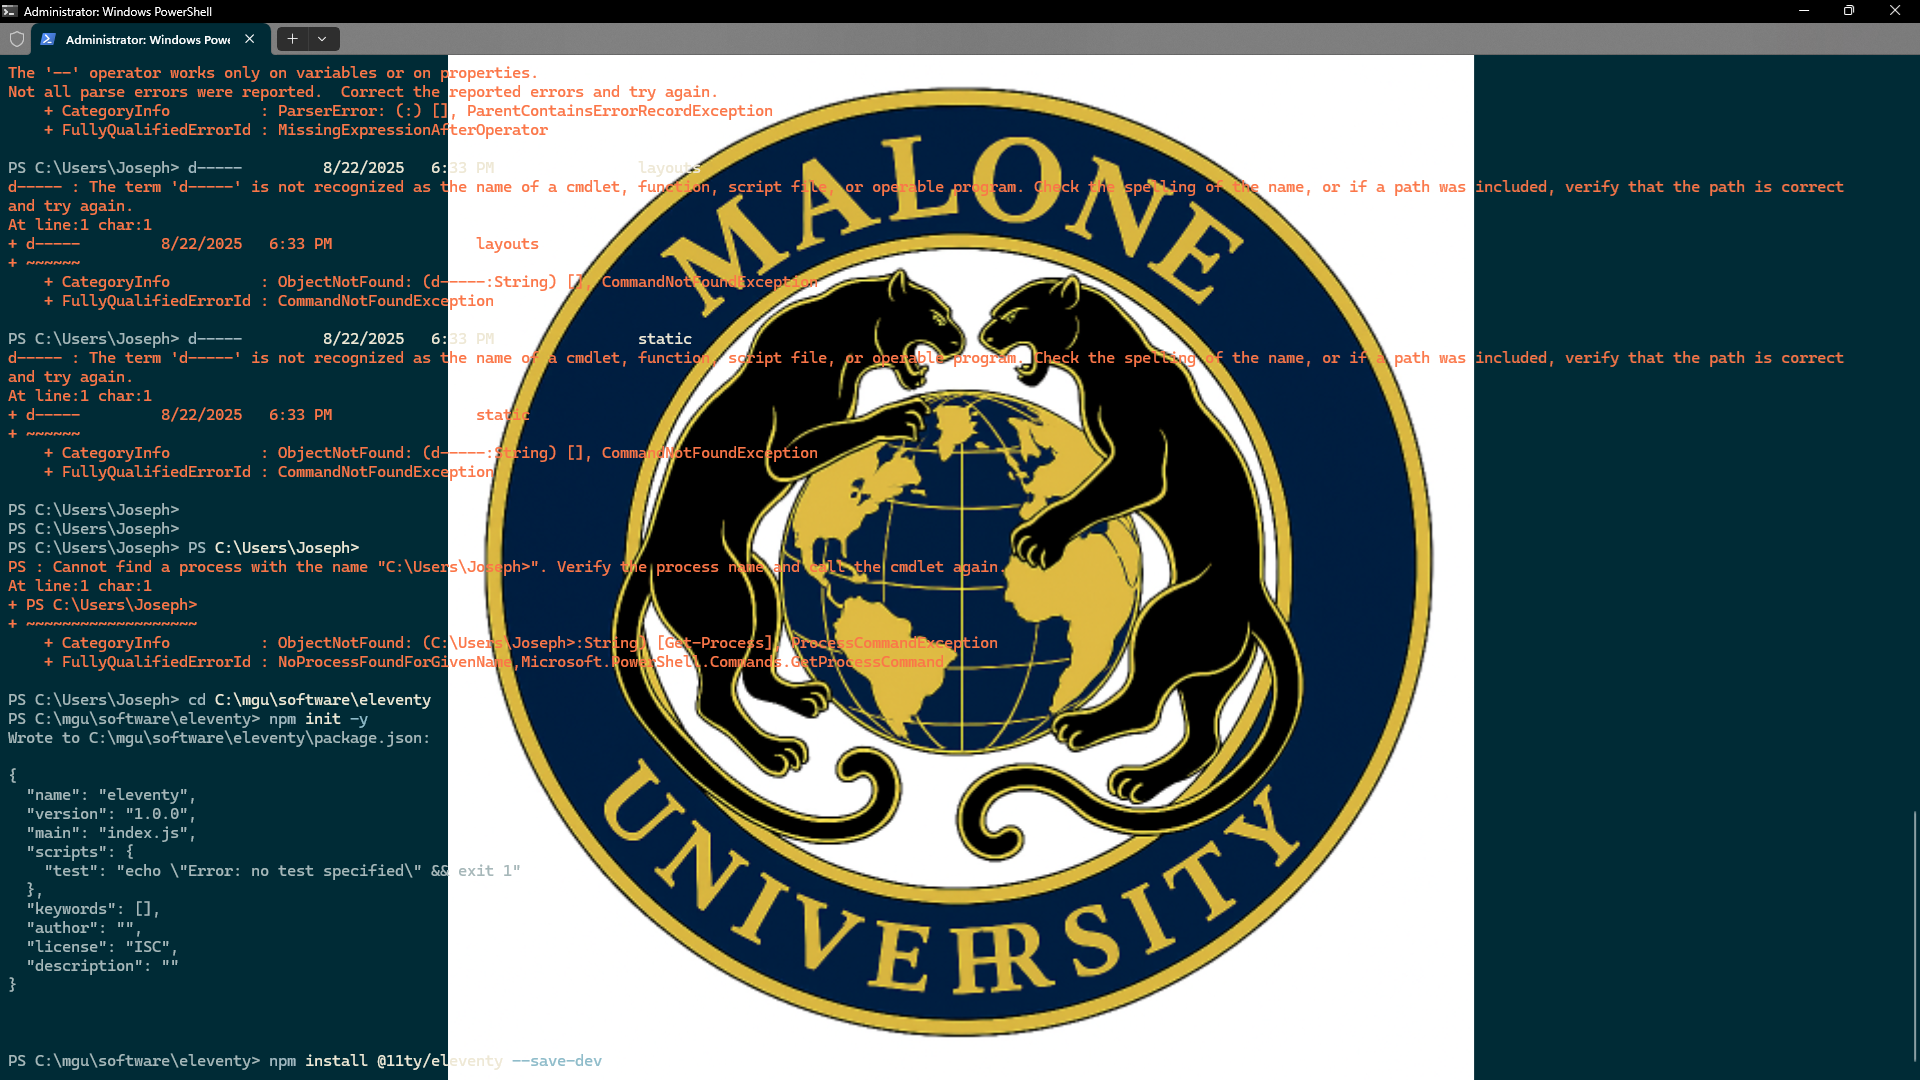 Administrator: Windows PowerShell
Administrator: Windows Powe
The '--' operator works only on variables or on properties.
Not all parse errors were reported.  Correct the reported errors and try again.
    + CategoryInfo          : ParserError: (:) [], ParentContainsErrorRecordException
    + FullyQualifiedErrorId : MissingExpressionAfterOperator
PS C:\Users\Joseph> d-----         8/22/2025   6:33 PM                layouts
d----- : The term 'd-----' is not recognized as the name of a cmdlet, function, script file, or operable program. Check the spelling of the name, or if a path was included, verify that the path is correct
and try again.
At line:1 char:1
+ d-----         8/22/2025   6:33 PM                layouts
+ ~~~~~~
    + CategoryInfo          : ObjectNotFound: (d-----:String) [], CommandNotFoundException
    + FullyQualifiedErrorId : CommandNotFoundException
PS C:\Users\Joseph> d-----         8/22/2025   6:33 PM                static
d----- : The term 'd-----' is not recognized as the name of a cmdlet, function, script file, or operable program. Check the spelling of the name, or if a path was included, verify that the path is correct
and try again.
At line:1 char:1
+ d-----         8/22/2025   6:33 PM                static
+ ~~~~~~
    + CategoryInfo          : ObjectNotFound: (d-----:String) [], CommandNotFoundException
    + FullyQualifiedErrorId : CommandNotFoundException
PS C:\Users\Joseph>
PS C:\Users\Joseph>
PS C:\Users\Joseph> PS C:\Users\Joseph>
PS : Cannot find a process with the name "C:\Users\Joseph>". Verify the process name and call the cmdlet again.
At line:1 char:1
+ PS C:\Users\Joseph>
+ ~~~~~~~~~~~~~~~~~~~
    + CategoryInfo          : ObjectNotFound: (C:\Users\Joseph>:String) [Get-Process], ProcessCommandException
    + FullyQualifiedErrorId : NoProcessFoundForGivenName,Microsoft.PowerShell.Commands.GetProcessCommand
PS C:\Users\Joseph> cd C:\mgu\software\eleventy
PS C:\mgu\software\eleventy> npm init -y
Wrote to C:\mgu\software\eleventy\package.json:
{
  "name": "eleventy",
  "version": "1.0.0",
  "main": "index.js",
  "scripts": {
    "test": "echo \"Error: no test specified\" && exit 1"
  },
  "keywords": [],
  "author": "",
  "license": "ISC",
  "description": ""
}
PS C:\mgu\software\eleventy> npm install @11ty/eleventy --save-dev
MALONE
UNIVERSITY
HR